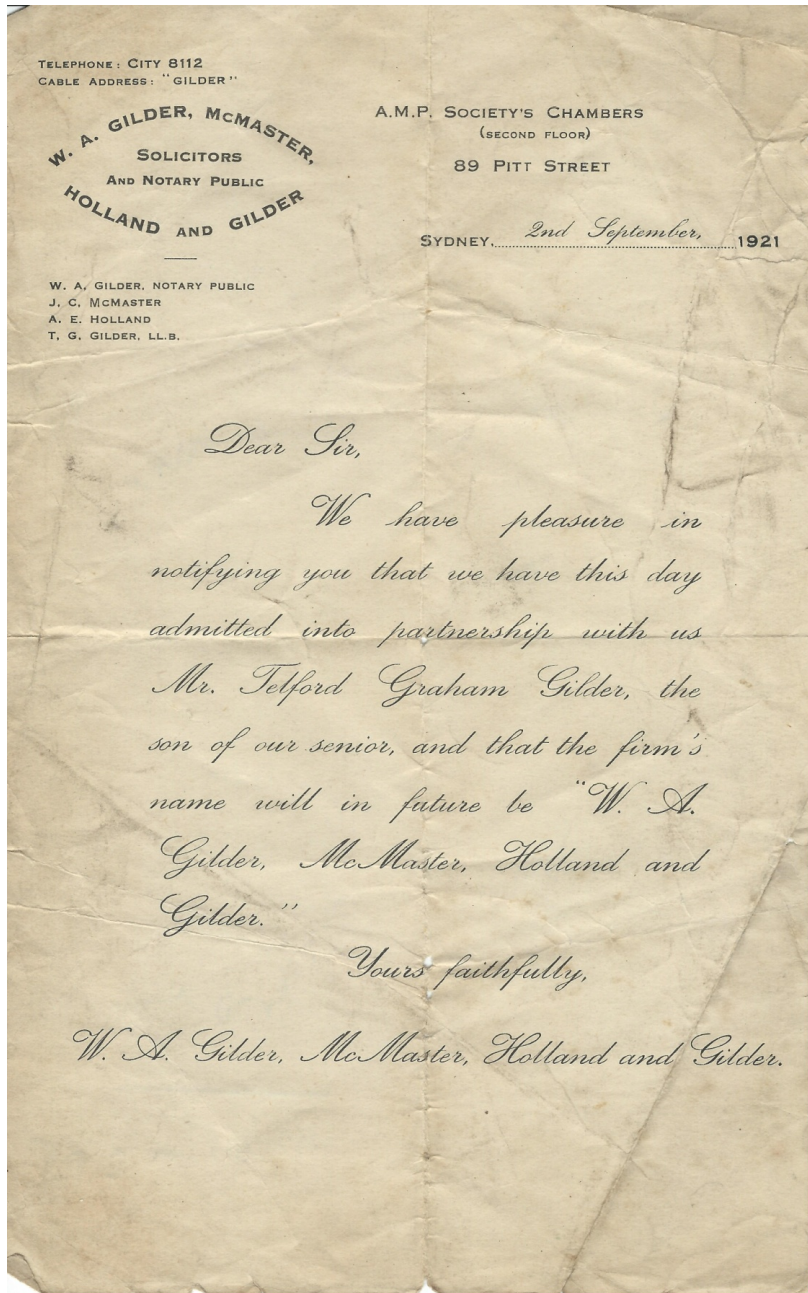 TELEPHONE: CITY 8112
CABLE ADDRESS: "GILDER"
W. A. GILDER, McMASTER,
SOLICITORS
AND NOTARY PUBLIC
HOLLAND AND GILDER
A.M.P. SOCIETY'S CHAMBERS
(SECOND FLOOR)
89 PITT STREET
SYDNEY, 2nd September, 1921
W. A. GILDER, NOTARY PUBLIC
J. C. McMASTER
A. E. HOLLAND
T. G. GILDER, LL.B.
Dear Sir,
We have pleasure in
notifying you that we have this day
admitted into partnership with us
Mr. Telford Graham Gilder, the
son of our senior, and that the firm's
name will in future be "W. A.
Gilder, McMaster, Holland and
Gilder."
Yours faithfully,
W. A. Gilder, McMaster, Holland and Gilder.